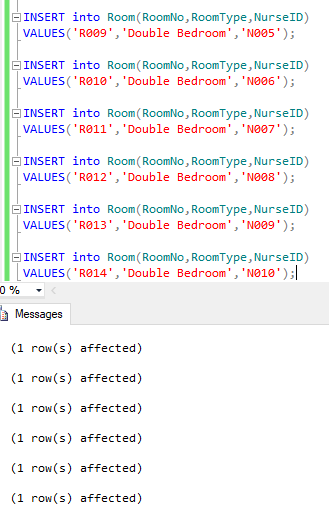 INSERT into Room(RoomNo,RoomType,NurseID)
VALUES('R009','Double Bedroom','N005');
INSERT into Room(RoomNo,RoomType,NurseID)
VALUES('R010','Double Bedroom','N006');
INSERT into Room(RoomNo,RoomType,NurseID)
VALUES('R011','Double Bedroom','N007');
INSERT into Room(RoomNo,RoomType,NurseID)
VALUES('R012','Double Bedroom','N008');
INSERT into Room(RoomNo,RoomType,NurseID)
VALUES('R013','Double Bedroom','N009');
INSERT into Room(RoomNo,RoomType,NurseID)
VALUES('R014','Double Bedroom','N010');
0 %
Messages
(1 row(s) affected)
(1 row(s) affected)
(1 row(s) affected)
(1 row(s) affected)
(1 row(s) affected)
(1 row(s) affected)